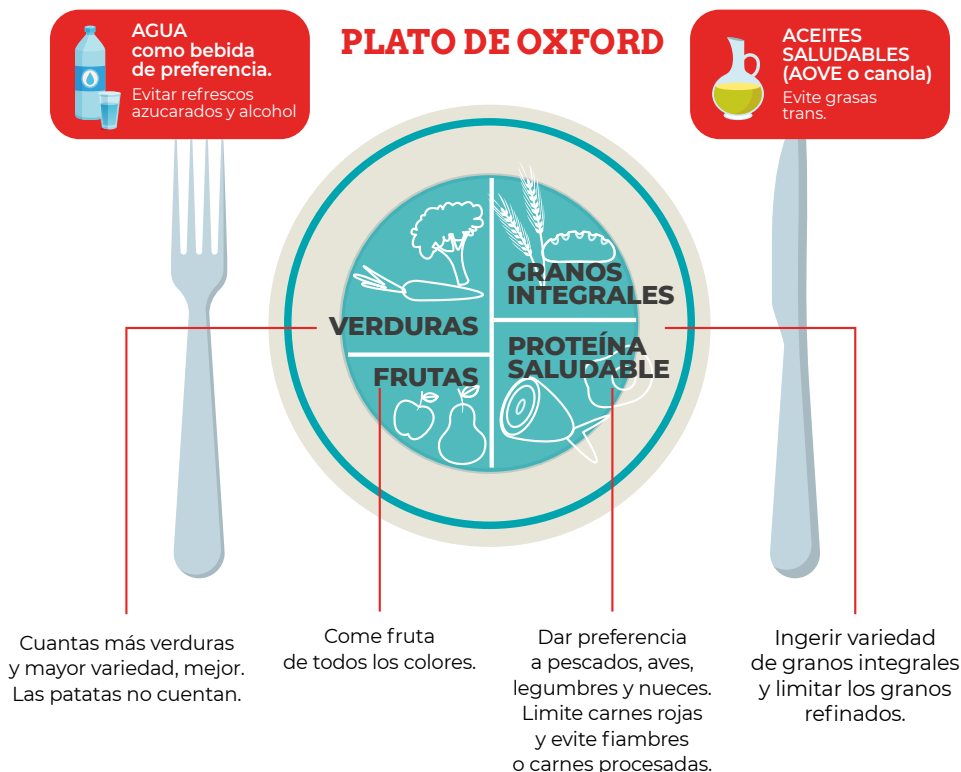 AGUA
como bebida
de preferencia.
Evitar refrescos
azucarados y alcohol
PLATO DE OXFORD
ACEITES
SALUDABLES
(AOVE o canola)
Evite grasas
trans.
VERDURAS
FRUTAS
GRANOS
INTEGRALES
PROTEÍNA
SALUDABLE
Cuantas más verduras
y mayor variedad, mejor.
Las patatas no cuentan.
Come fruta
de todos los colores.
Dar preferencia
a pescados, aves,
legumbres y nueces.
Limite carnes rojas
y evite fiambres
o carnes procesadas.
Ingerir variedad
de granos integrales
y limitar los granos
refinados.